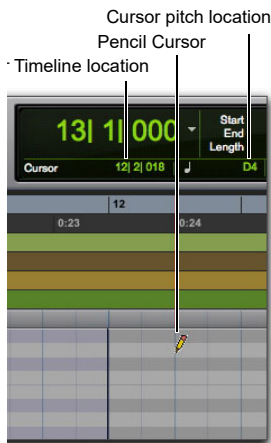 Cursor pitch location
Pencil Cursor
Timeline location
13| 1| 000
Start
End
Length
Cursor 12| 2| 018 D4
12
0:23 0:24